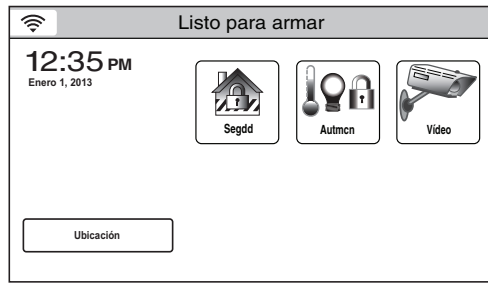 Listo para armar
12:35 PM
Enero 1, 2013
Segdd
Autmcn
Vídeo
Ubicación